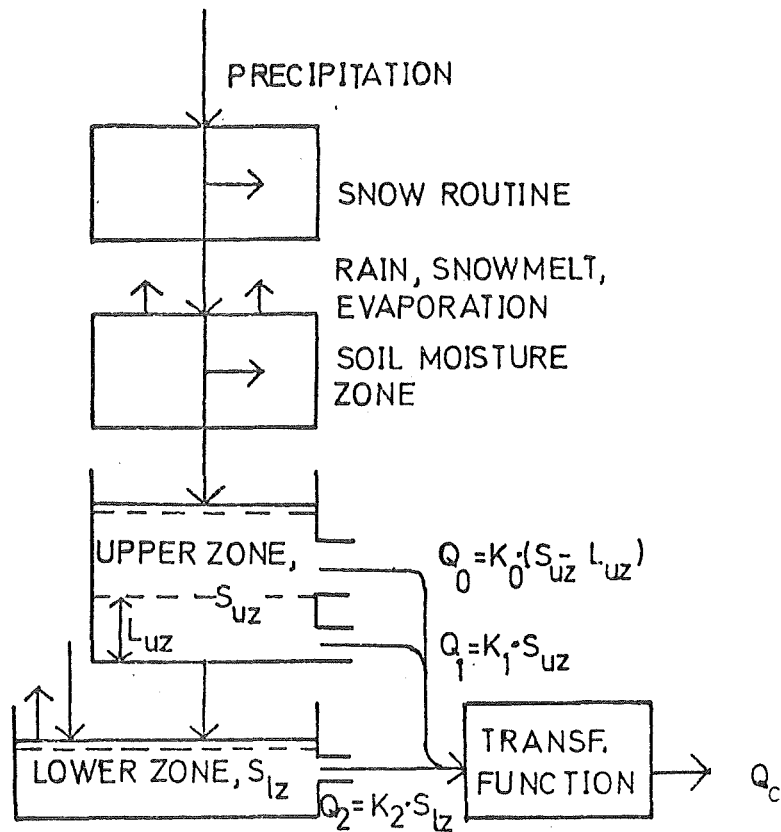 PRECIPITATION
SNOW ROUTINE
RAIN, SNOWMELT,
EVAPORATION
SOIL MOISTURE
ZONE
UPPER ZONE,
S_uz
L_uz
Q_0 = K_0·(S_uz - L_uz)
Q_1 = K_1·S_uz
LOWER ZONE, S_lz
Q_2 = K_2·S_lz
TRANSF.
FUNCTION
Q_c